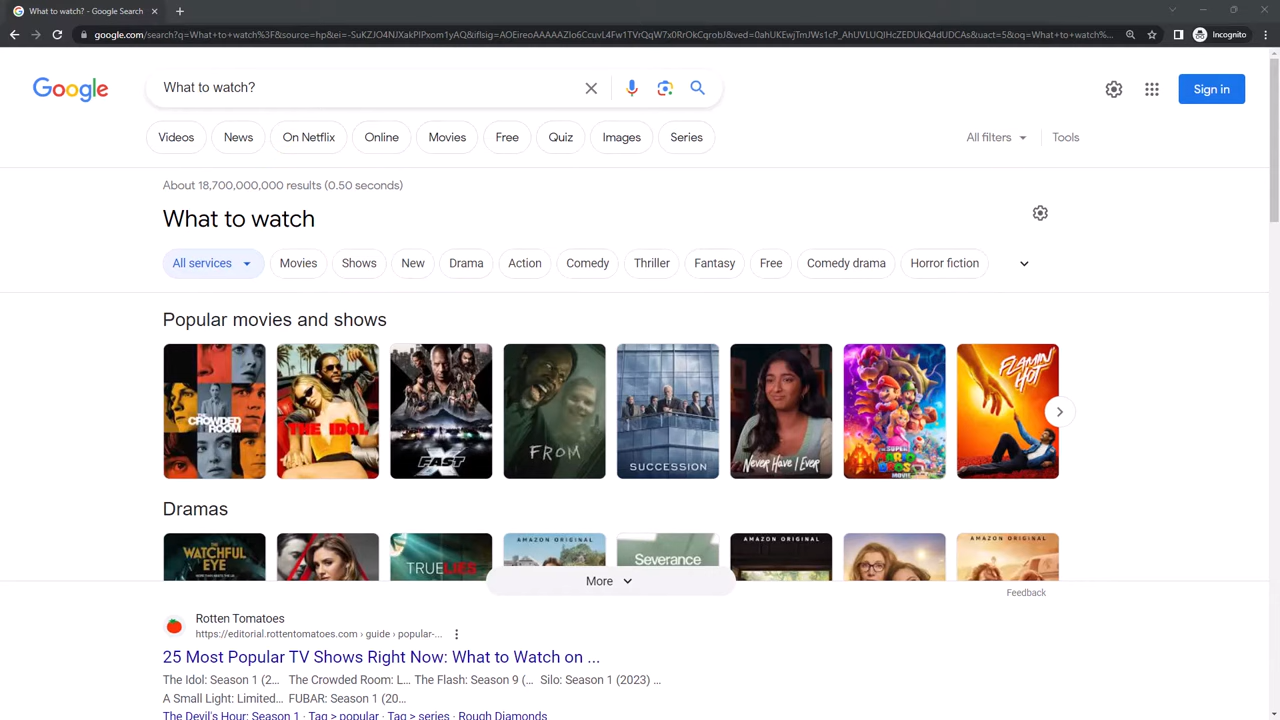 What to watch? - Google Search
google.com/search?q=What+to+watch%3F&source=hp&ei=-SuKZJO4NJXakPIPxom1yAQ&iflsig=AOEireoAAAAAZIo6CcuvL4Fw1TVrQqW7x0RrOkCqrobJ&ved=0ahUKEwjTmJWs1cP_AhUVLUQIHcZEDUkQ4dUDCAs&uact=5&oq=What+to+watch%...
Incognito
Google
What to watch?
Sign in
Videos
News
On Netflix
Online
Movies
Free
Quiz
Images
Series
All filters
Tools
About 18,700,000,000 results (0.50 seconds)
What to watch
All services
Movies
Shows
New
Drama
Action
Comedy
Thriller
Fantasy
Free
Comedy drama
Horror fiction
Popular movies and shows
THE CROWDED ROOM
THE IDOL
FAST X
FROM
SUCCESSION
Never Have I Ever
THE SUPER MARIO BROS. MOVIE
FLAMIN' HOT
Dramas
THE WATCHFUL EYE
TRUE LIES
AMAZON ORIGINAL
Severance
AMAZON ORIGINAL
AMAZON ORIGINAL
More
Feedback
Rotten Tomatoes
https://editorial.rottentomatoes.com › guide › popular-...
25 Most Popular TV Shows Right Now: What to Watch on ...
The Idol: Season 1 (2... The Crowded Room: L... The Flash: Season 9 (... Silo: Season 1 (2023) ...
A Small Light: Limited... FUBAR: Season 1 (20...
The Devil's Hour: Season 1 · Tag > popular · Tag > series · Rough Diamonds